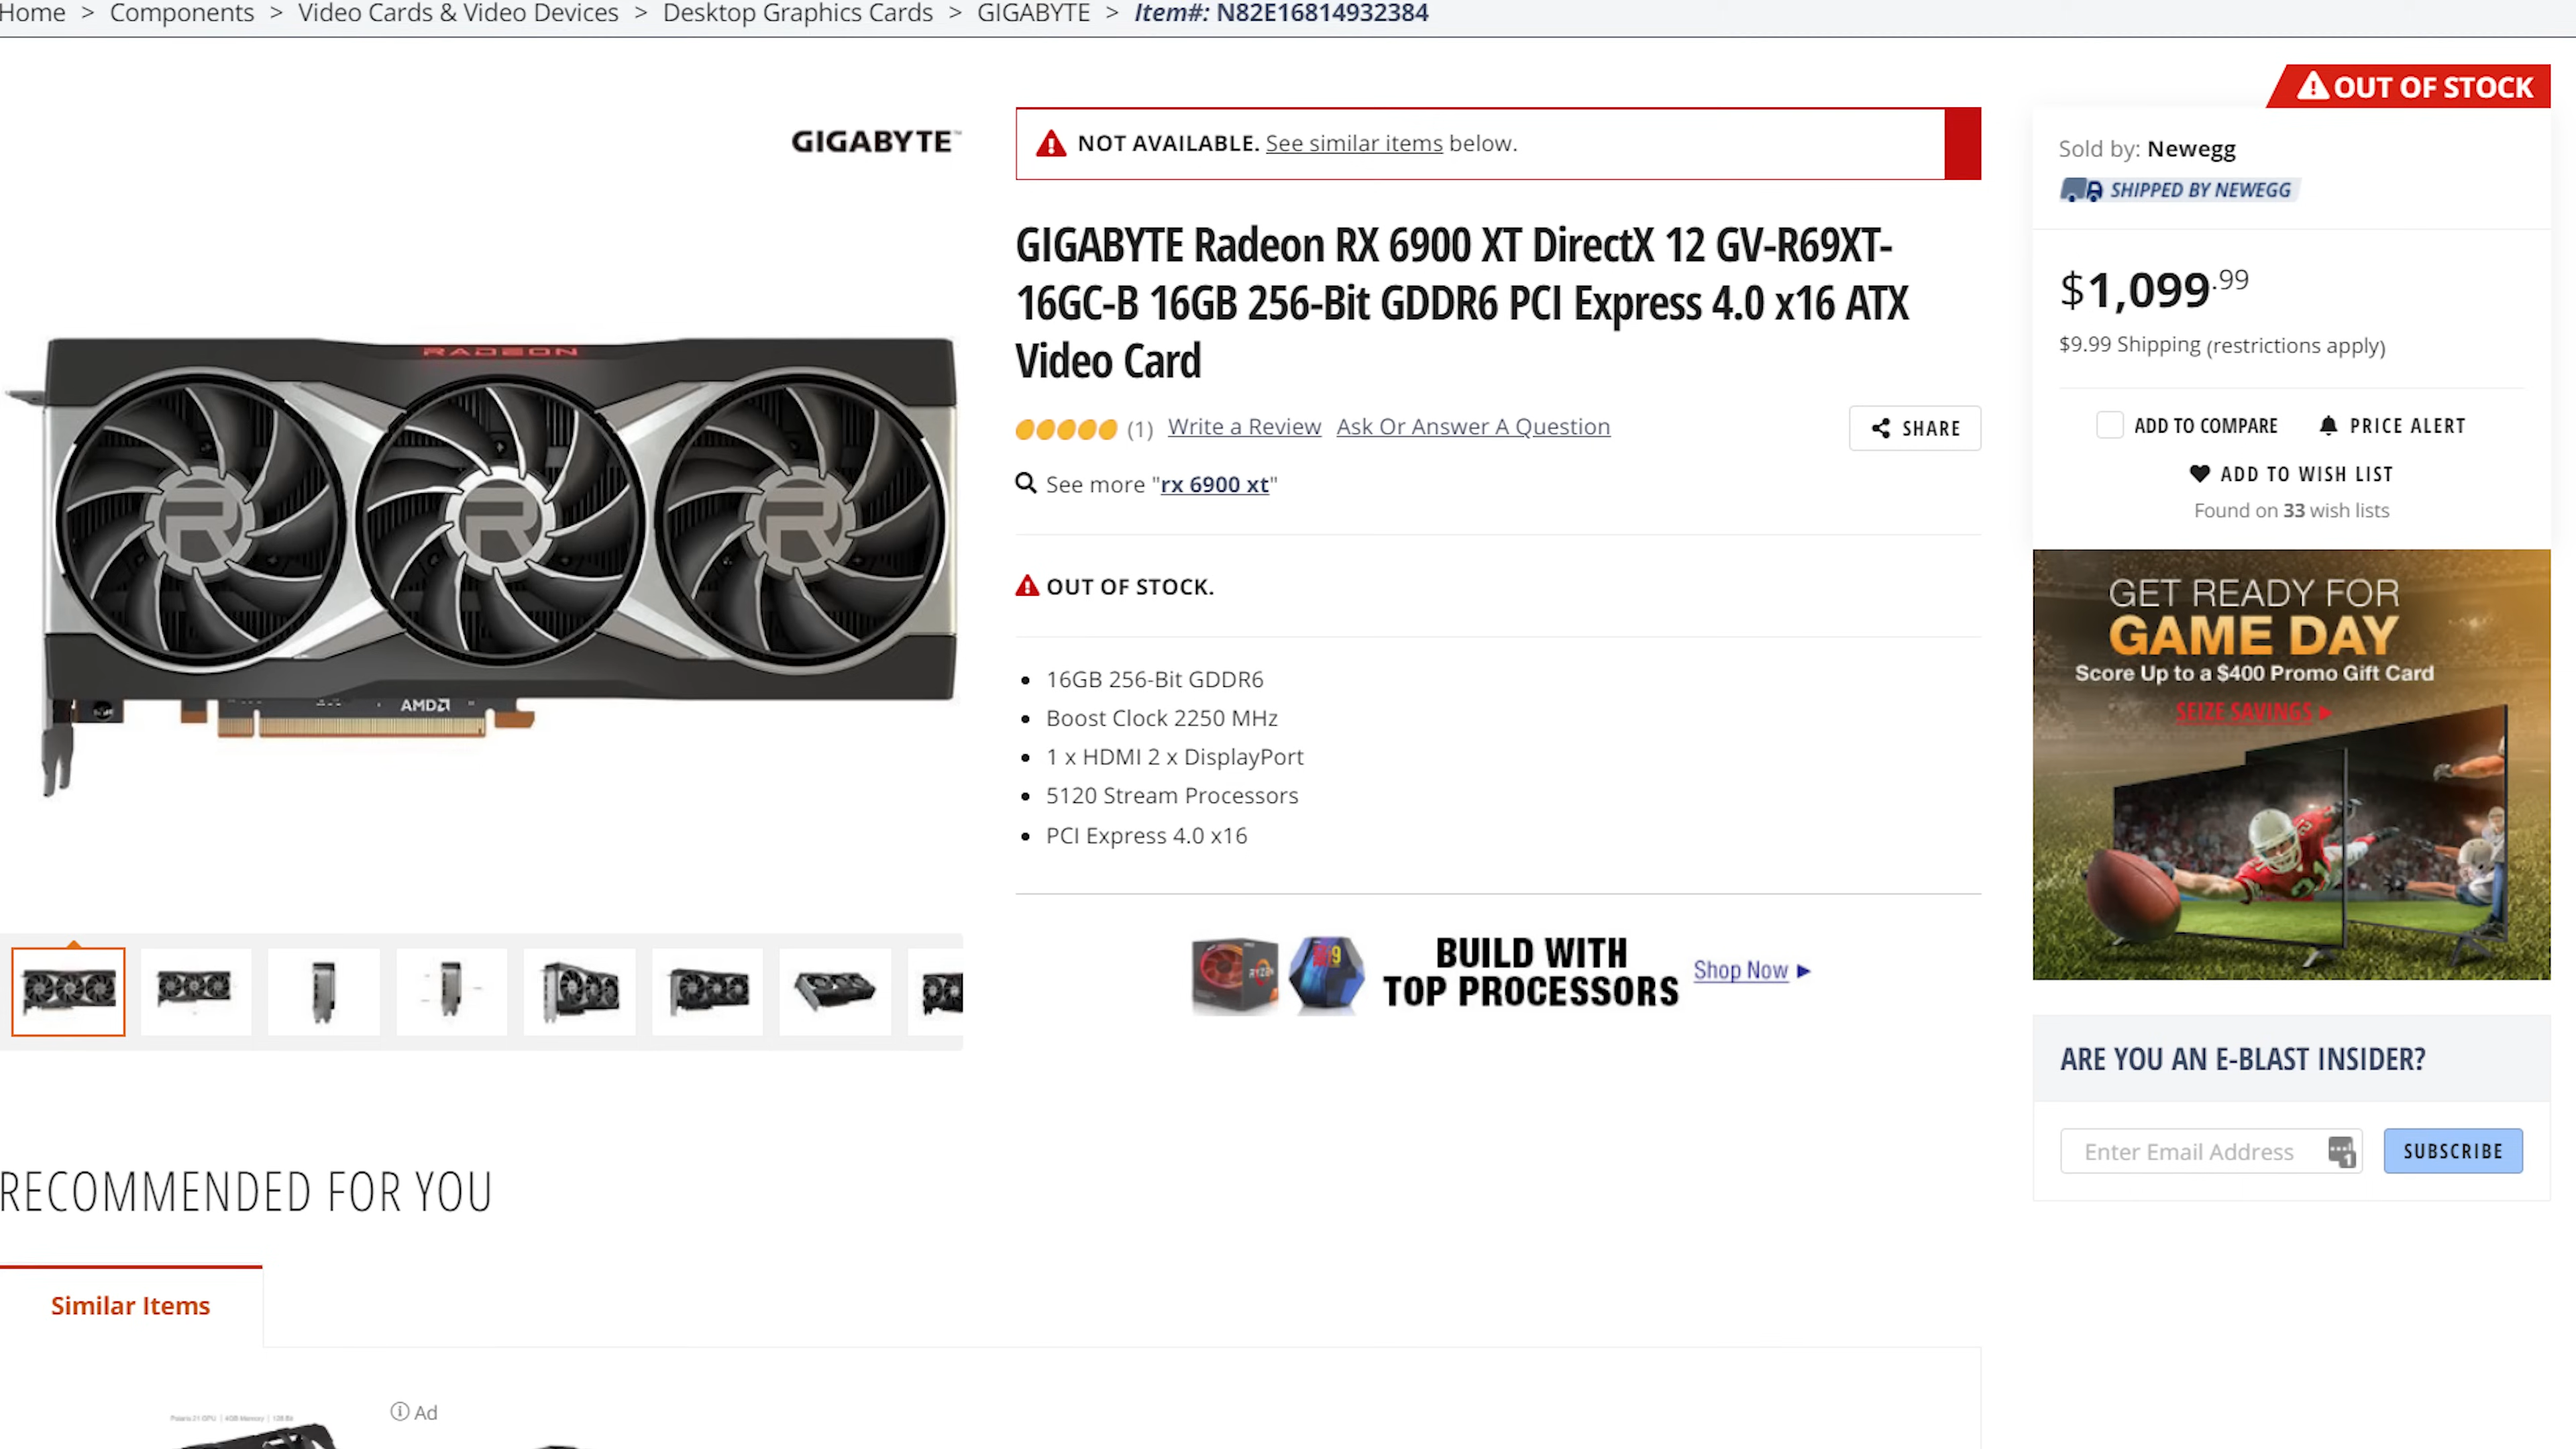 Home > Components > Video Cards & Video Devices > Desktop Graphics Cards > GIGABYTE > Item#: N82E16814932384
GIGABYTE™
RADEON
AMD
NOT AVAILABLE. See similar items below.
GIGABYTE Radeon RX 6900 XT DirectX 12 GV-R69XT-
16GC-B 16GB 256-Bit GDDR6 PCI Express 4.0 x16 ATX
Video Card
(1) Write a Review Ask Or Answer A Question
SHARE
See more "rx 6900 xt"
OUT OF STOCK.
• 16GB 256-Bit GDDR6
• Boost Clock 2250 MHz
• 1 x HDMI 2 x DisplayPort
• 5120 Stream Processors
• PCI Express 4.0 x16
RYZEN
i9
BUILD WITH
TOP PROCESSORS
Shop Now
OUT OF STOCK
Sold by: Newegg
SHIPPED BY NEWEGG
$1,099.99
$9.99 Shipping (restrictions apply)
ADD TO COMPARE PRICE ALERT
ADD TO WISH LIST
Found on 33 wish lists
GET READY FOR
GAME DAY
Score Up to a $400 Promo Gift Card
SEIZE SAVINGS
ARE YOU AN E-BLAST INSIDER?
Enter Email Address
SUBSCRIBE
RECOMMENDED FOR YOU
Similar Items
Ad